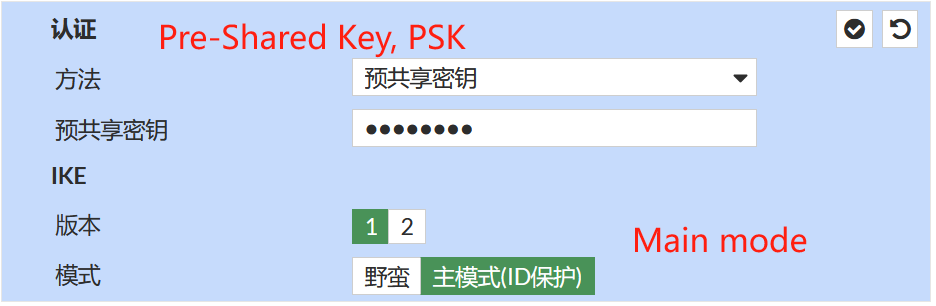 认证 Pre-Shared Key, PSK
方法 预共享密钥
预共享密钥 ●●●●●●●●
IKE
版本 1 2
Main mode
模式 野蛮 主模式(ID保护)